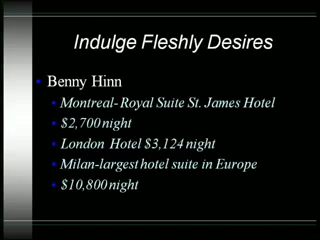 Indulge Fleshly Desires
Benny Hinn
Montreal-Royal Suite St. James Hotel
$2,700 night
London Hotel $3,124 night
Milan-largest hotel suite in Europe
$10,800 night